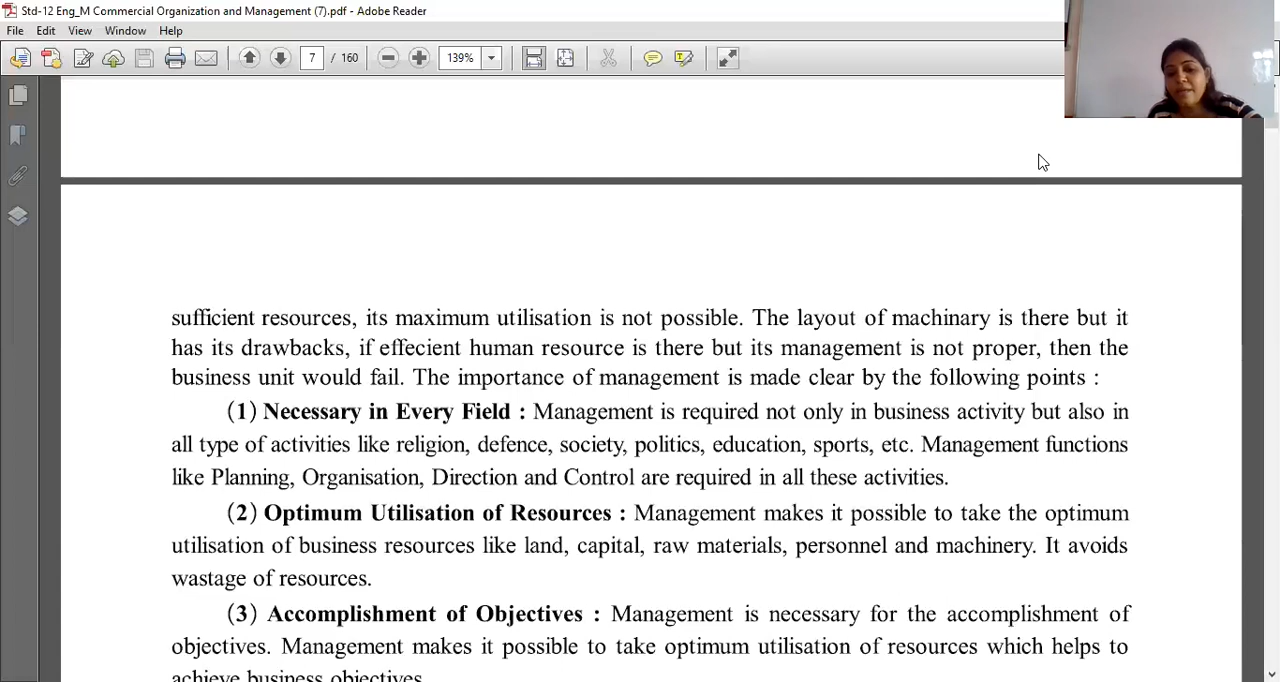 Std-12 Eng_M Commercial Organization and Management (7).pdf - Adobe Reader
File Edit View Window Help
7 / 160 139%
sufficient resources, its maximum utilisation is not possible. The layout of machinary is there but it
has its drawbacks, if effecient human resource is there but its management is not proper, then the
business unit would fail. The importance of management is made clear by the following points :
(1) Necessary in Every Field : Management is required not only in business activity but also in
all type of activities like religion, defence, society, politics, education, sports, etc. Management functions
like Planning, Organisation, Direction and Control are required in all these activities.
(2) Optimum Utilisation of Resources : Management makes it possible to take the optimum
utilisation of business resources like land, capital, raw materials, personnel and machinery. It avoids
wastage of resources.
(3) Accomplishment of Objectives : Management is necessary for the accomplishment of
objectives. Management makes it possible to take optimum utilisation of resources which helps to
achieve business objectives.